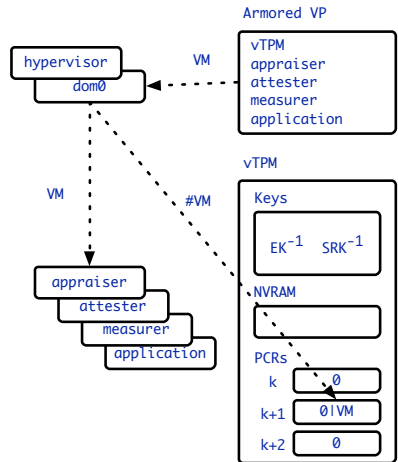 Armored VP
vTPM
appraiser
attester
measurer
application
hypervisor
dom0
VM
VM
#VM
appraiser
attester
measurer
application
vTPM
Keys
EK⁻¹ SRK⁻¹
NVRAM
PCRs
k 0
k+1 0|VM
k+2 0